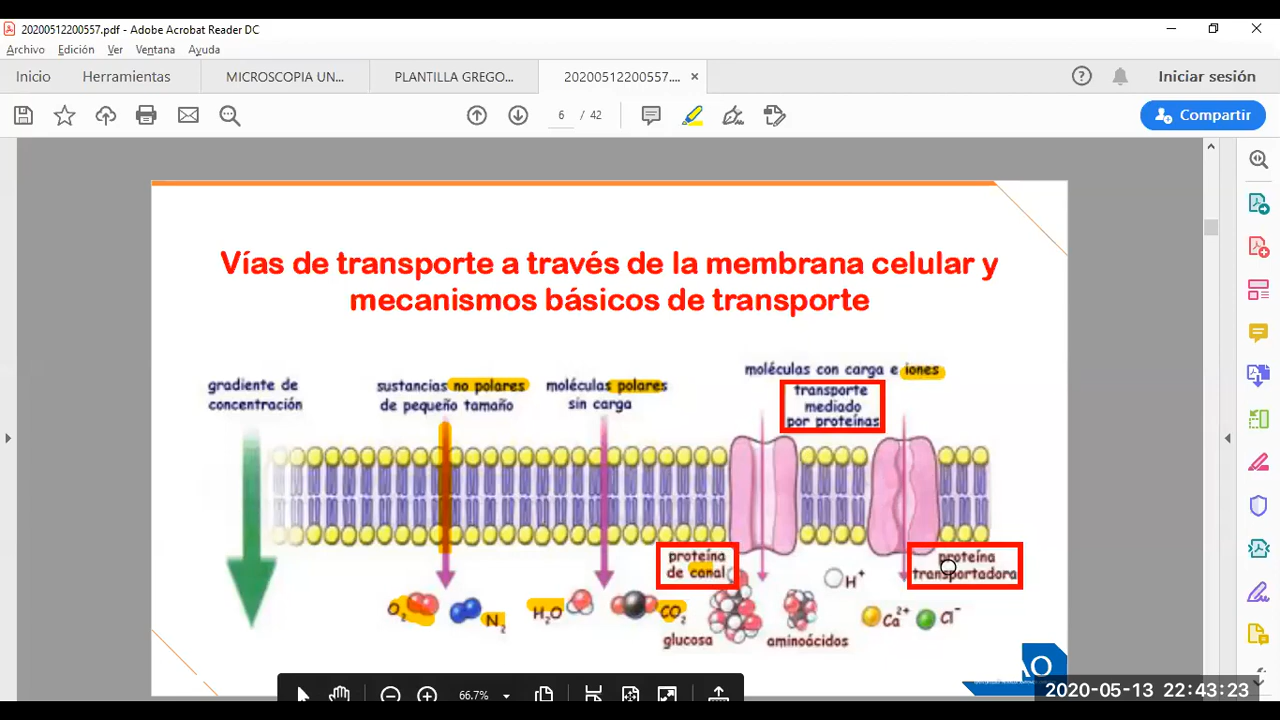 20200512200557.pdf - Adobe Acrobat Reader DC
Archivo Edición Ver Ventana Ayuda
Inicio Herramientas MICROSCOPIA UN... PLANTILLA GREGO... 20200512200557.... ×
Iniciar sesión
6 / 42
Compartir
Vías de transporte a través de la membrana celular y
mecanismos básicos de transporte
gradiente de
concentración
sustancias no polares
de pequeño tamaño
moléculas polares
sin carga
moléculas con carga e iones
transporte
mediado
por proteínas
proteína
de canal
proteína
transportadora
O2
N2
H2O
CO2
H+
Ca2+
Cl-
glucosa
aminoácidos
AO
66.7%
2020-05-13 22:43:23